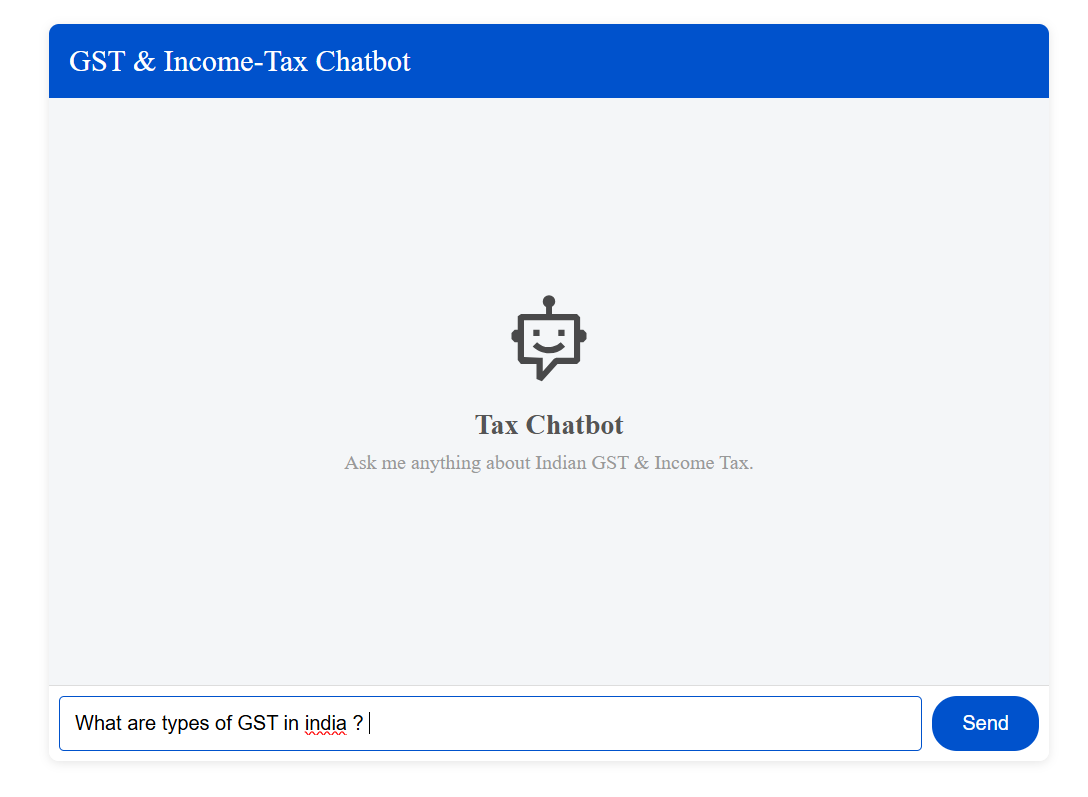 GST & Income-Tax Chatbot
Tax Chatbot
Ask me anything about Indian GST & Income Tax.
What are types of GST in india ?
Send